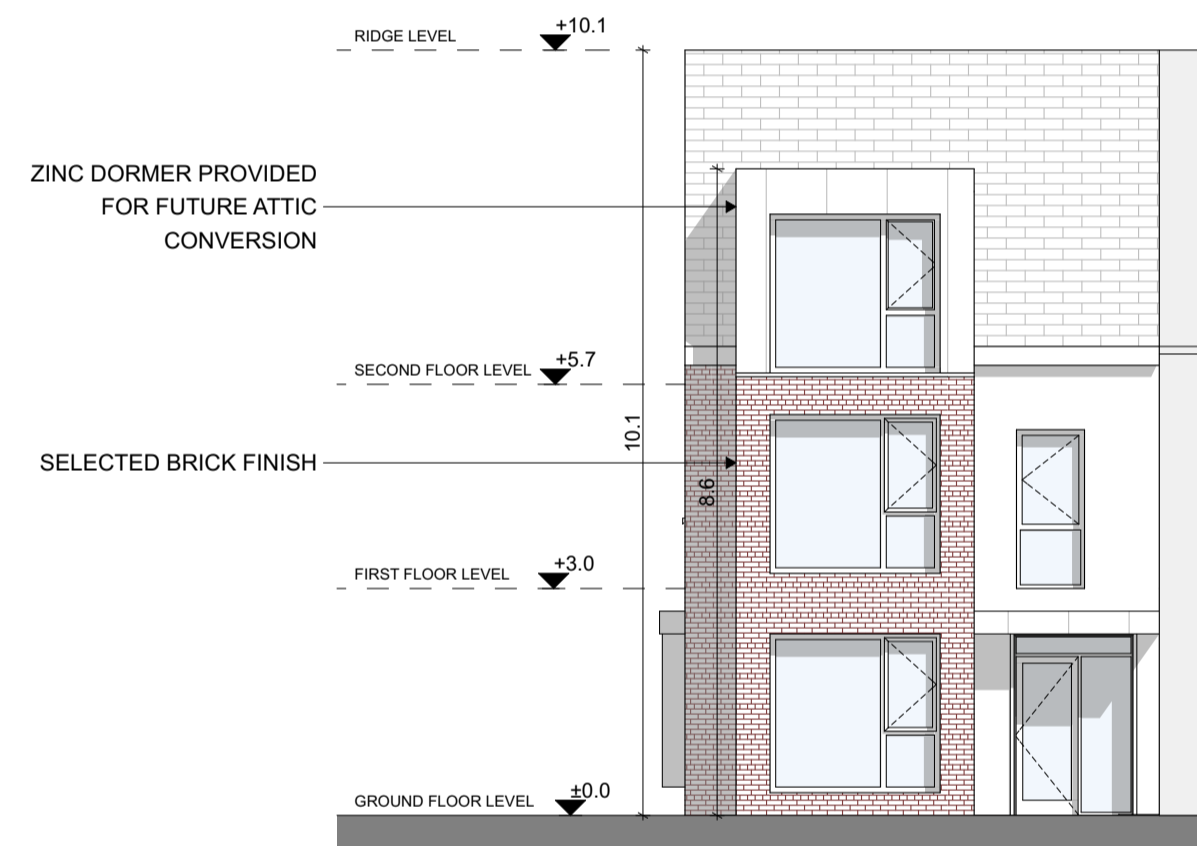 +10.1
RIDGE LEVEL
ZINC DORMER PROVIDED
FOR FUTURE ATTIC
CONVERSION
+5.7
SECOND FLOOR LEVEL
10.1
SELECTED BRICK FINISH
8.6
+3.0
FIRST FLOOR LEVEL
±0.0
GROUND FLOOR LEVEL